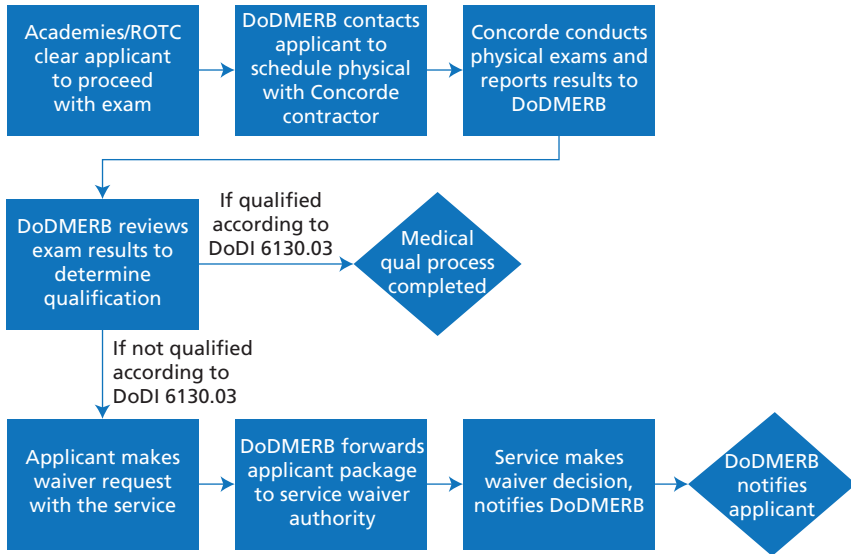 Academies/ROTC
clear applicant
to proceed
with exam
DoDMERB contacts
applicant to
schedule physical
with Concorde
contractor
Concorde conducts
physical exams and
reports results to
DoDMERB
DoDMERB reviews
exam results to
determine
qualification
If qualified
according to
DoDI 6130.03
Medical
qual process
completed
If not qualified
according to
DoDI 6130.03
Applicant makes
waiver request
with the service
DoDMERB forwards
applicant package
to service waiver
authority
Service makes
waiver decision,
notifies DoDMERB
DoDMERB
notifies
applicant